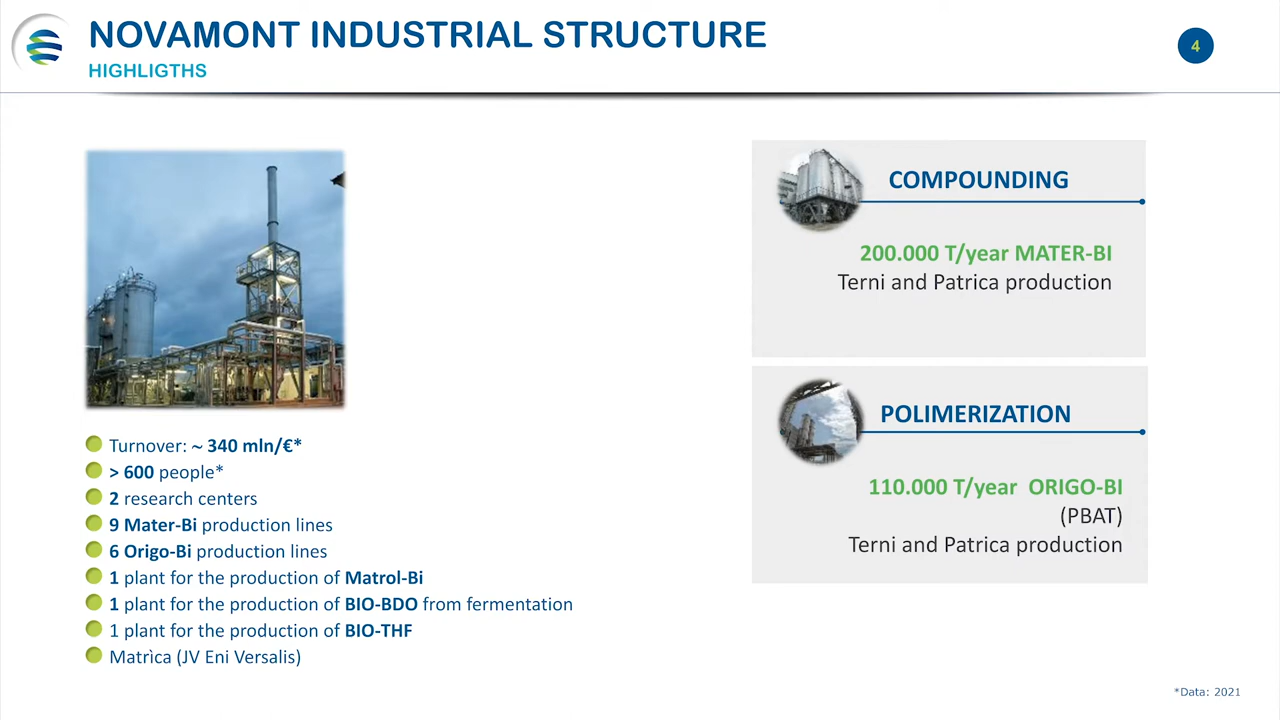 NOVAMONT INDUSTRIAL STRUCTURE
HIGHLIGTHS
4
Turnover: ~ 340 mln/€*
> 600 people*
2 research centers
9 Mater-Bi production lines
6 Origo-Bi production lines
1 plant for the production of Matrol-Bi
1 plant for the production of BIO-BDO from fermentation
1 plant for the production of BIO-THF
Matrìca (JV Eni Versalis)
COMPOUNDING
200.000 T/year MATER-BI
Terni and Patrica production
POLIMERIZATION
110.000 T/year ORIGO-BI
(PBAT)
Terni and Patrica production
*Data: 2021